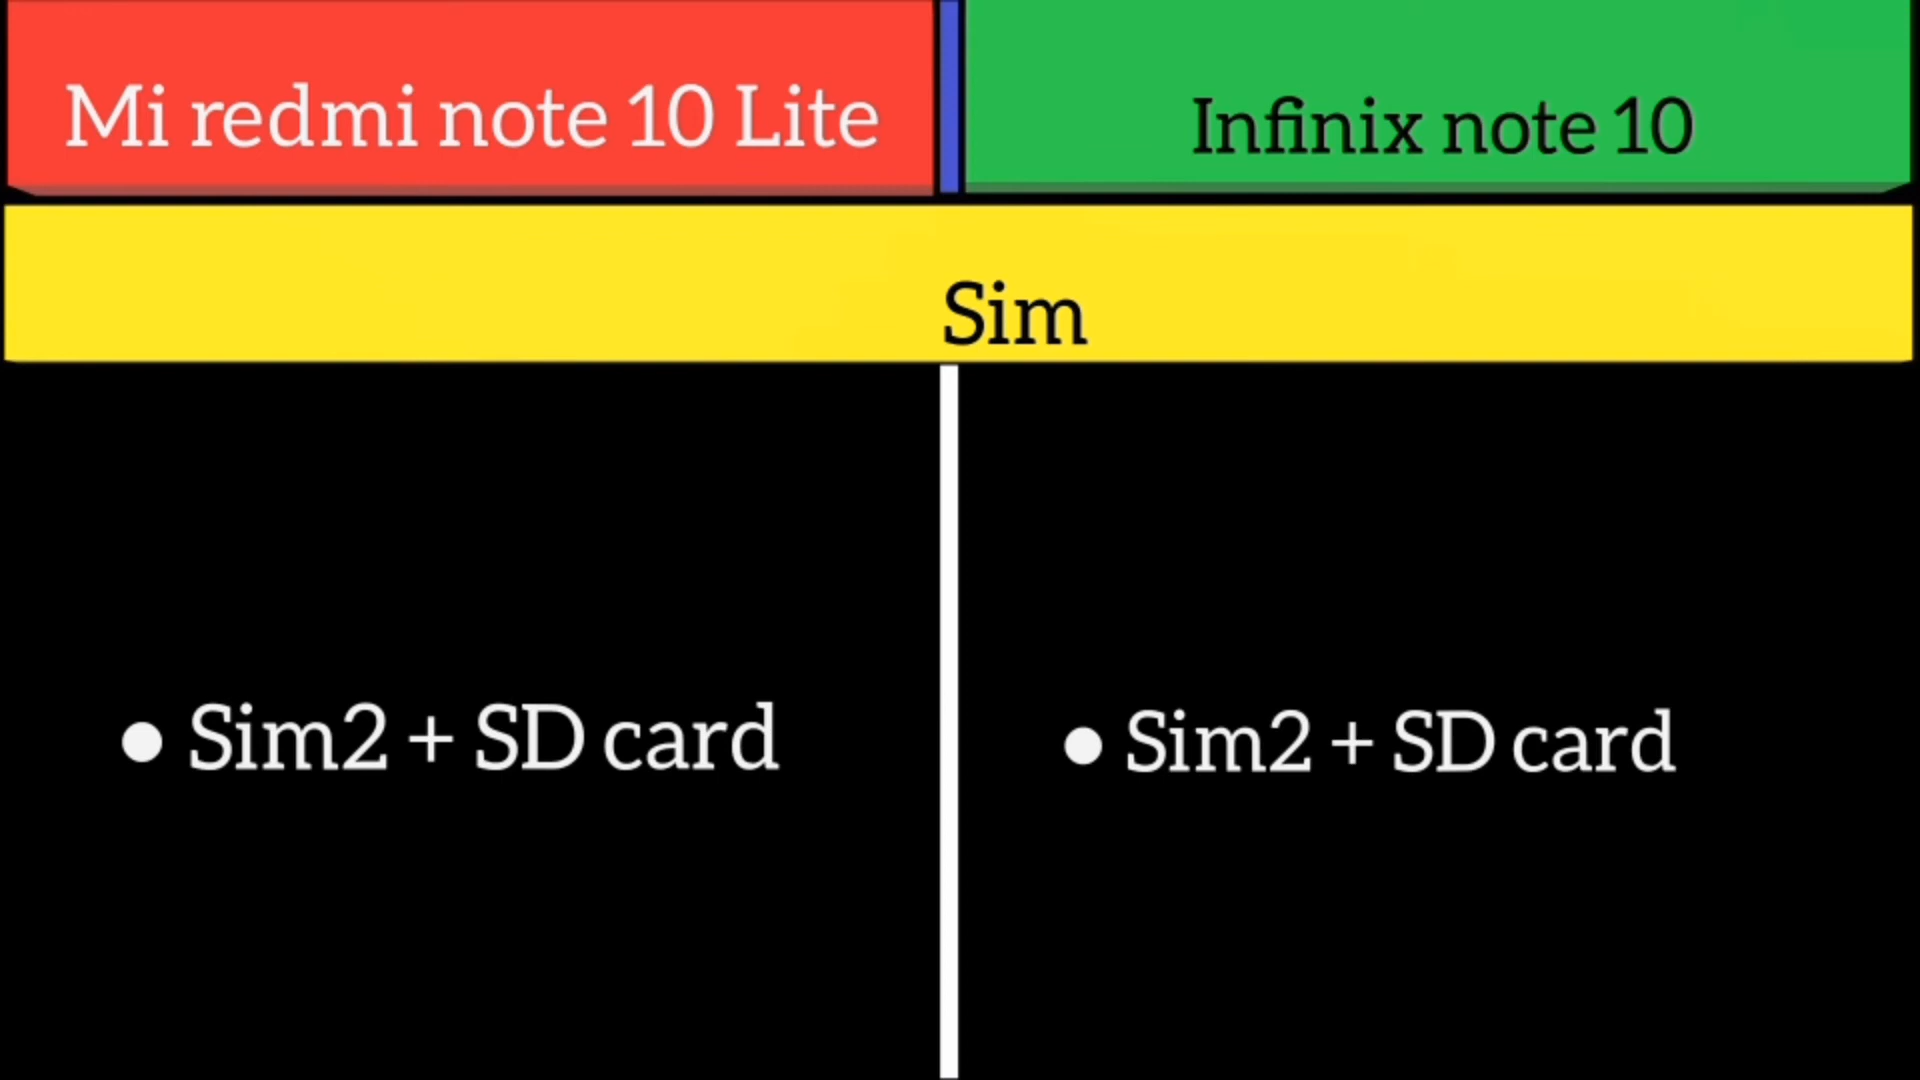 Mi redmi note 10 Lite
Infinix note 10
Sim
● Sim2 + SD card
● Sim2 + SD card